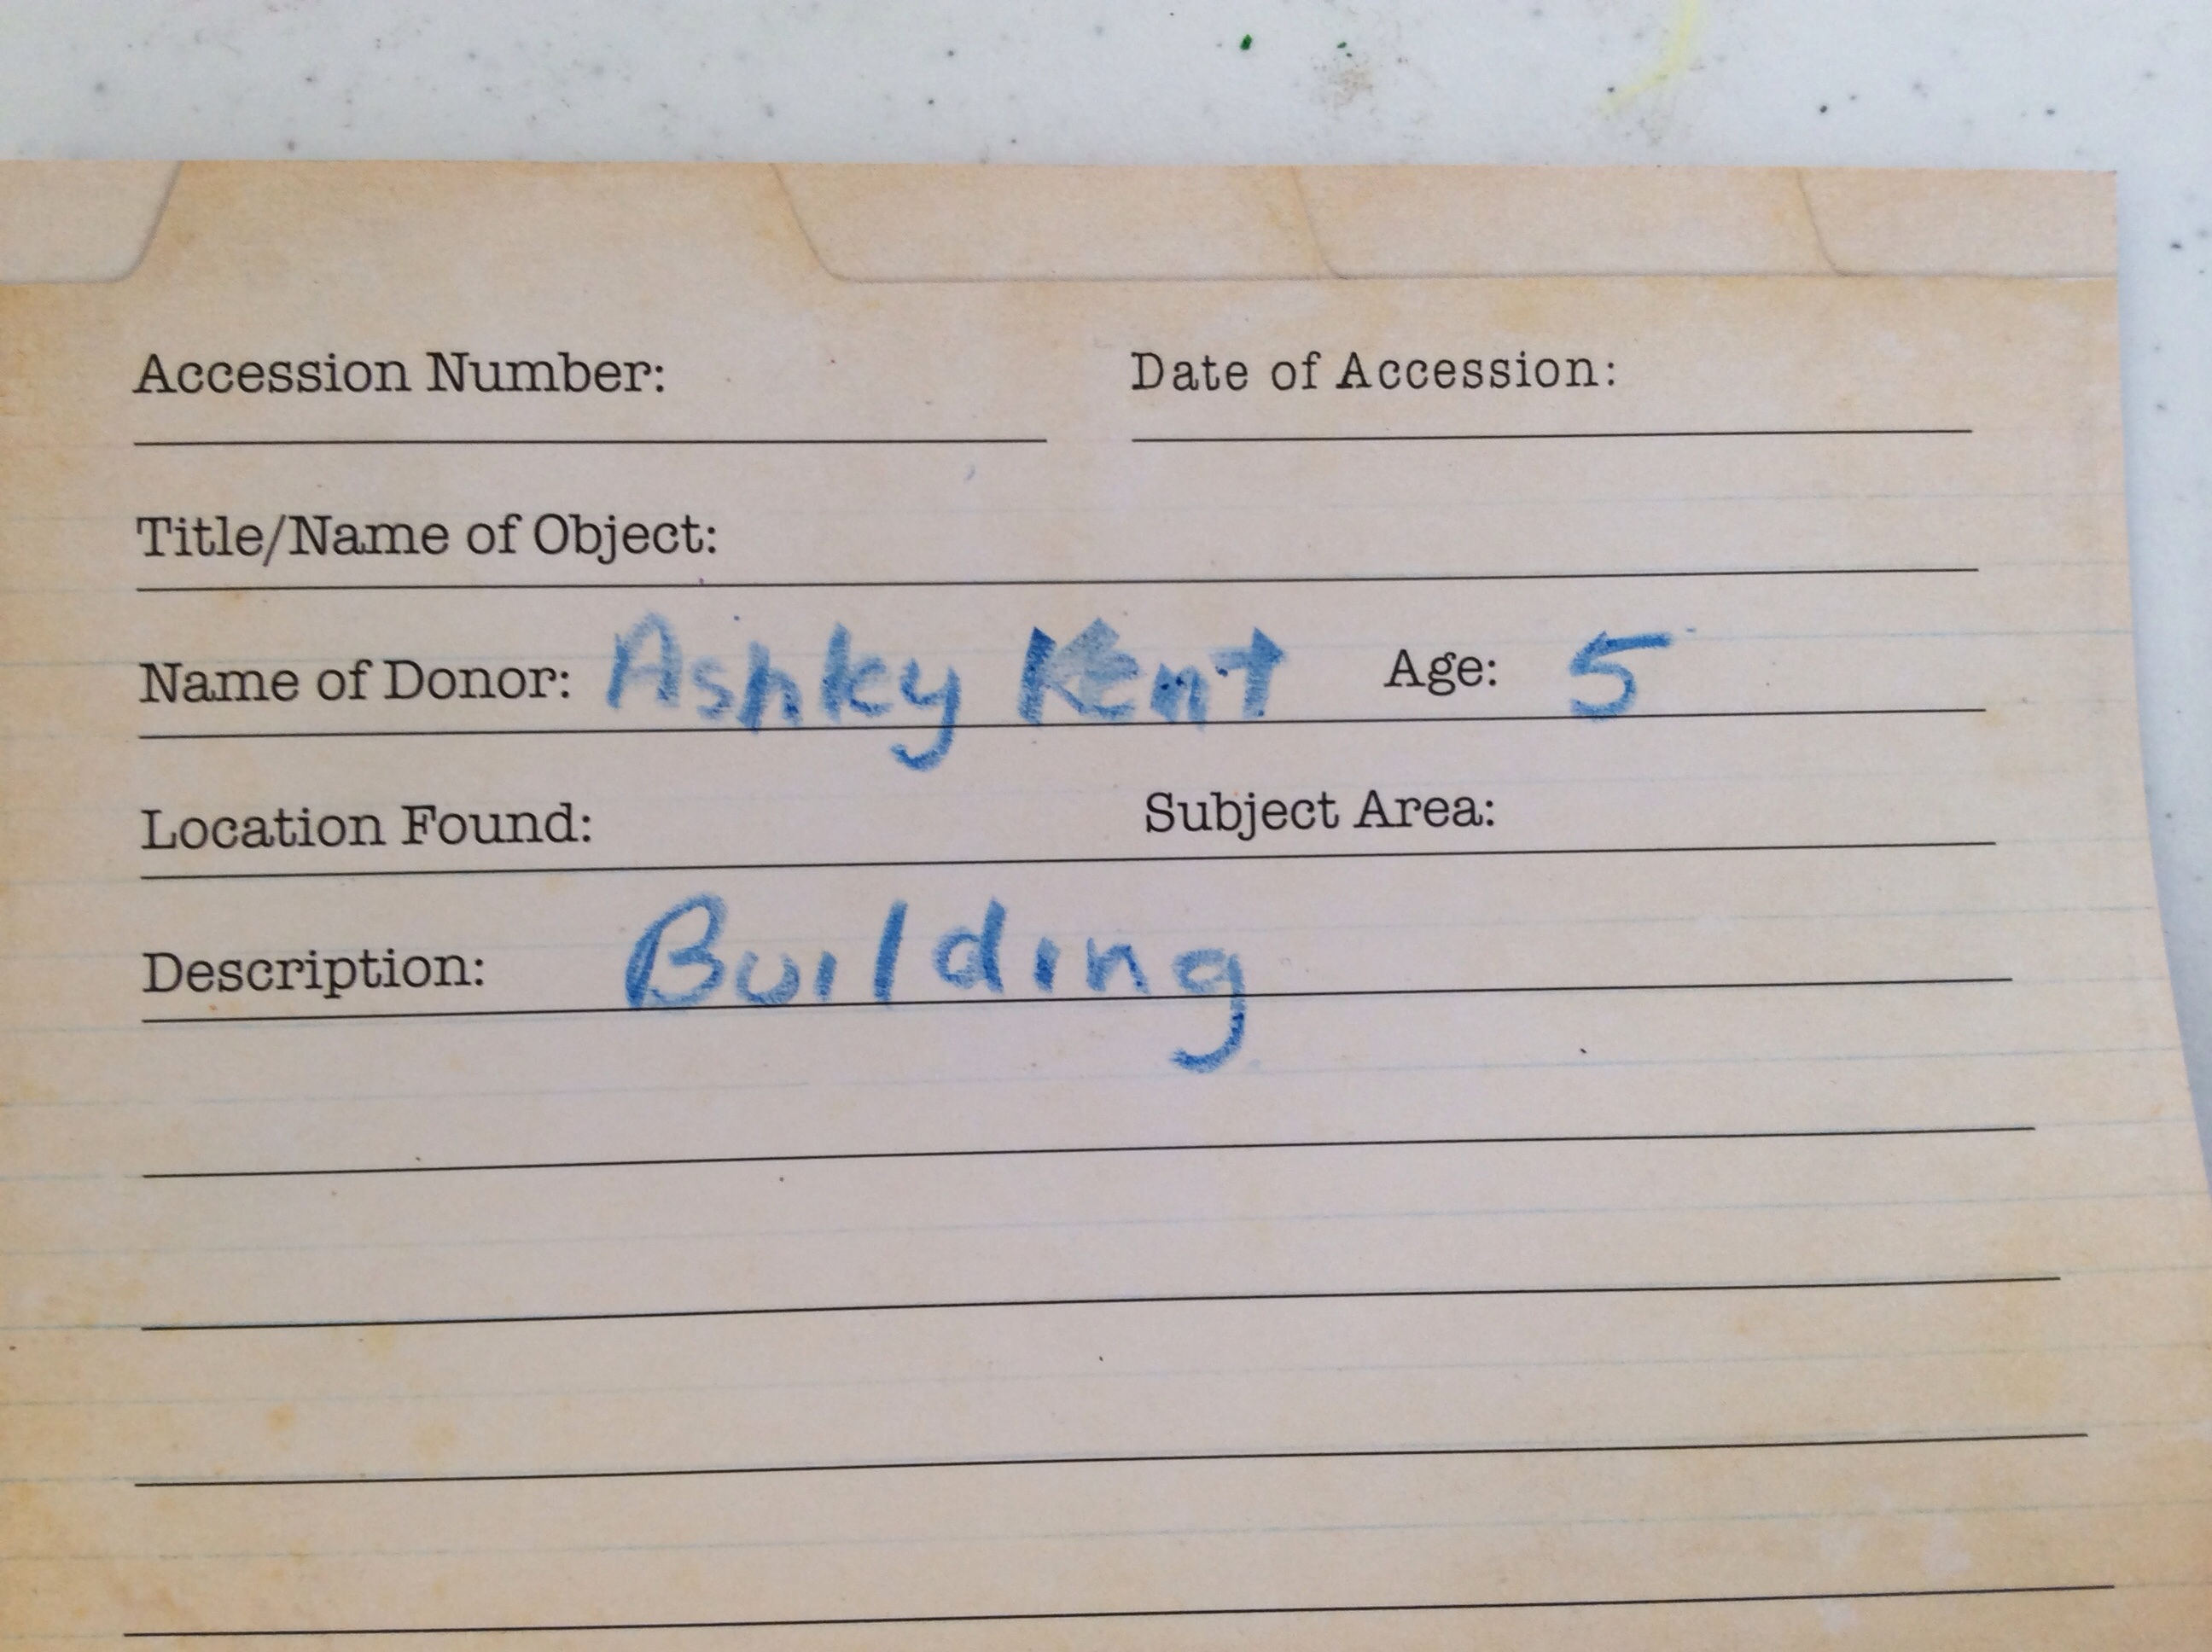 Accession Number: Date of Accession:
Title/Name of Object:
Name of Donor: Ashky Kent Age: 5
Location Found: Subject Area:
Description: Building